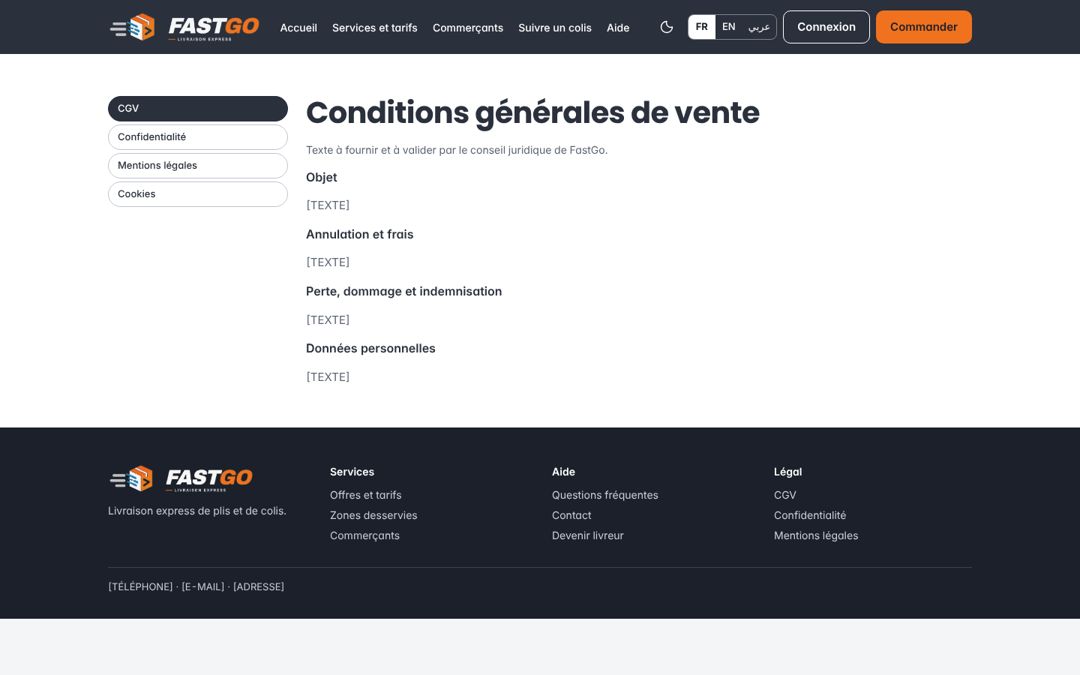 FASTGO
LIVRAISON EXPRESS
Accueil
Services et tarifs
Commerçants
Suivre un colis
Aide
FR
EN
عربي
Connexion
Commander
CGV
Confidentialité
Mentions légales
Cookies
Conditions générales de vente
Texte à fournir et à valider par le conseil juridique de FastGo.
Objet
[TEXTE]
Annulation et frais
[TEXTE]
Perte, dommage et indemnisation
[TEXTE]
Données personnelles
[TEXTE]
FASTGO
LIVRAISON EXPRESS
Livraison express de plis et de colis.
Services
Offres et tarifs
Zones desservies
Commerçants
Aide
Questions fréquentes
Contact
Devenir livreur
Légal
CGV
Confidentialité
Mentions légales
[TÉLÉPHONE] · [E-MAIL] · [ADRESSE]